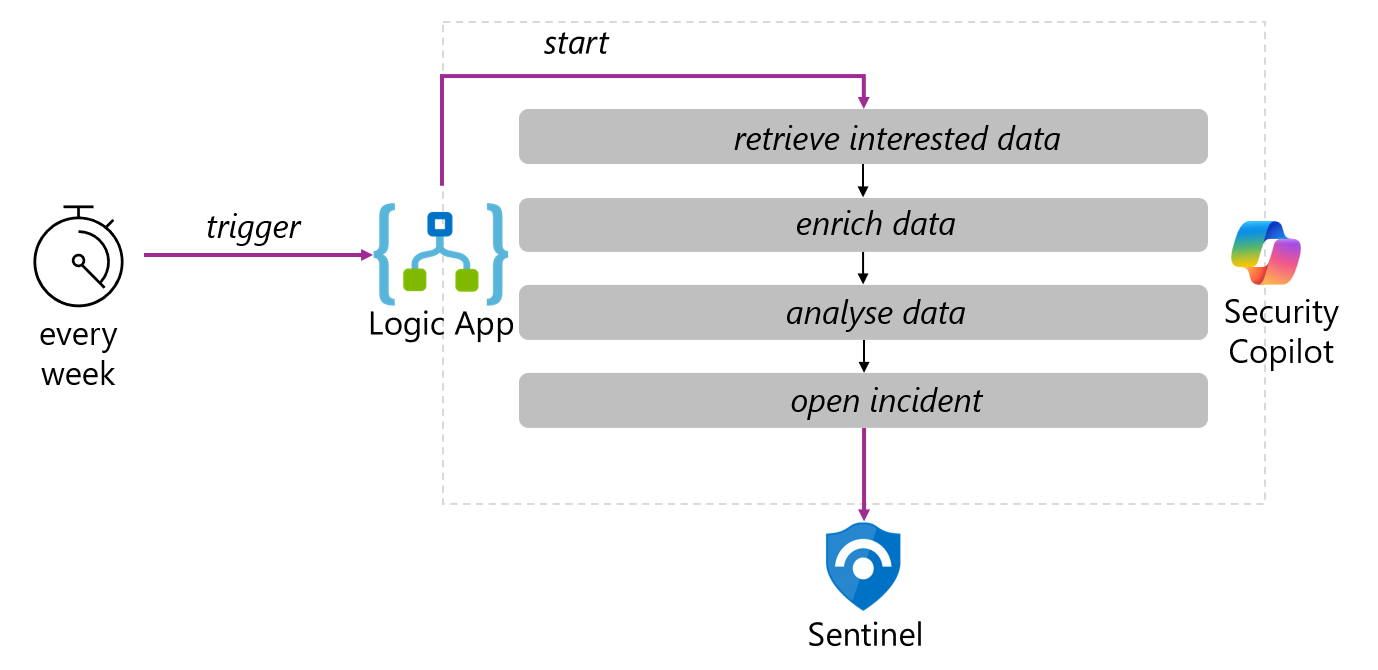 start
retrieve interested data
trigger
enrich data
every
week
Logic App
analyse data
Security
Copilot
open incident
Sentinel